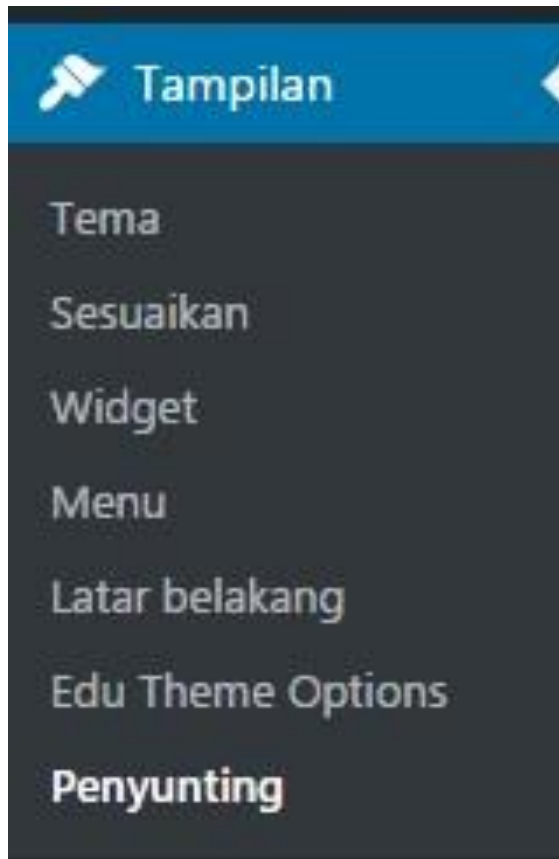 Tampilan
Tema
Sesuaikan
Widget
Menu
Latar belakang
Edu Theme Options
Penyunting